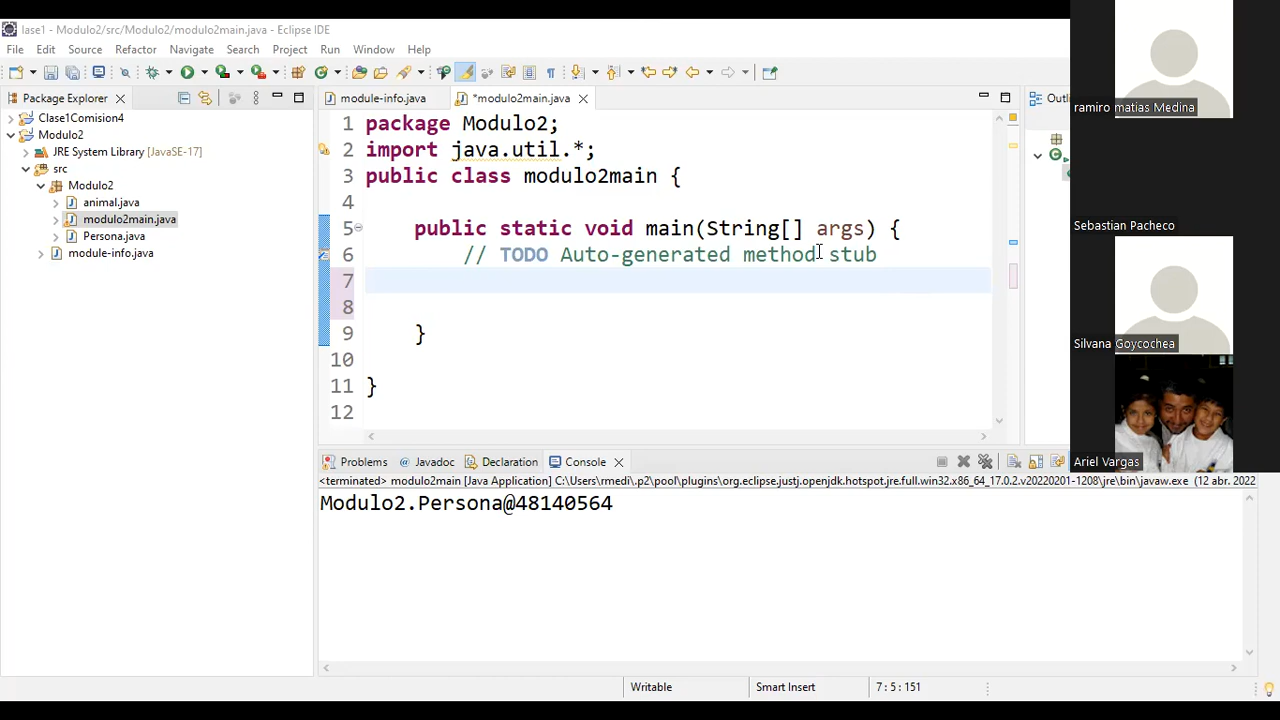 lase1 - Modulo2/src/Modulo2/modulo2main.java - Eclipse IDE
File Edit Source Refactor Navigate Search Project Run Window Help
Package Explorer
module-info.java
*modulo2main.java
Outli
Clase1Comision4
Modulo2
JRE System Library [JavaSE-17]
src
Modulo2
animal.java
modulo2main.java
Persona.java
module-info.java
1 package Modulo2;
2 import java.util.*;
3 public class modulo2main {
4
5 public static void main(String[] args) {
6 // TODO Auto-generated method stub
7
8
9 }
10
11 }
12
Problems Javadoc Declaration Console
<terminated> modulo2main [Java Application] C:\Users\rmedi\.p2\pool\plugins\org.eclipse.justj.openjdk.hotspot.jre.full.win32.x86_64_17.0.2.v20220201-1208\jre\bin\javaw.exe (12 abr. 2022
Modulo2.Persona@48140564
Writable Smart Insert 7 : 5 : 151
ramiro matias Medina
Sebastian Pacheco
Silvana Goycochea
Ariel Vargas